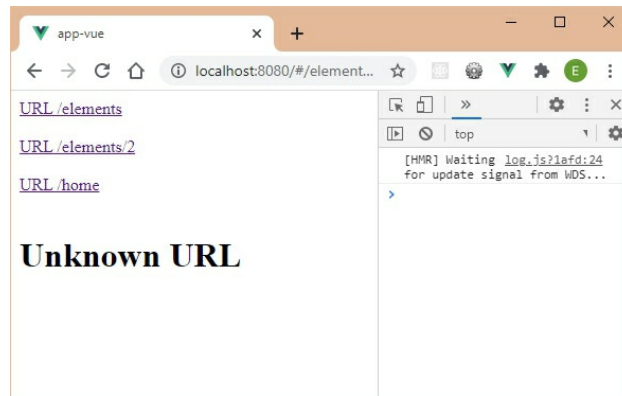 app-vue
localhost:8080/#/element...
E
URL /elements
URL /elements/2
URL /home
Unknown URL
top
[HMR] Waiting log.js?1afd:24
for update signal from WDS...